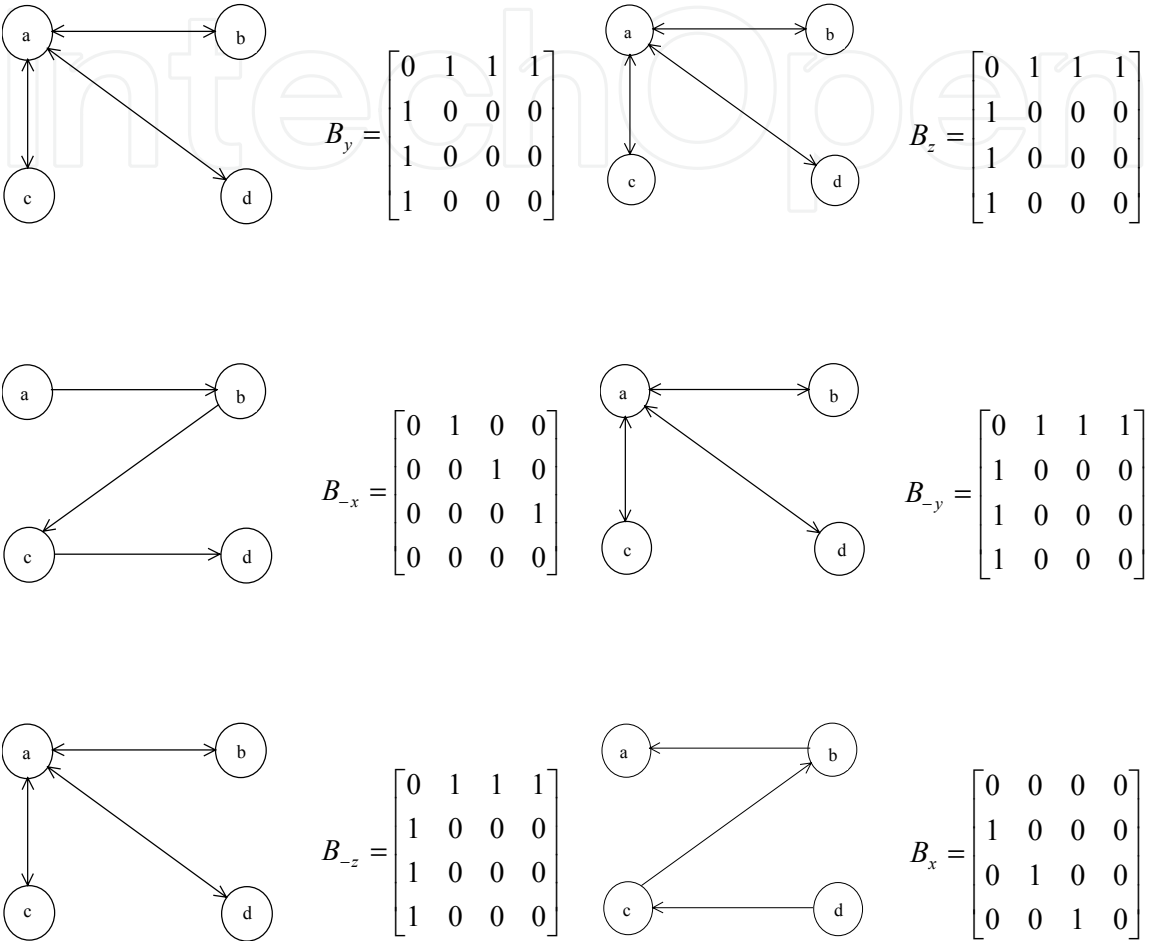 IntechOpen
a b
c d
B_y =
0 1 1 1
1 0 0 0
1 0 0 0
1 0 0 0
a b
c d
B_z =
0 1 1 1
1 0 0 0
1 0 0 0
1 0 0 0
a b
c d
B_{-x} =
0 1 0 0
0 0 1 0
0 0 0 1
0 0 0 0
a b
c d
B_{-y} =
0 1 1 1
1 0 0 0
1 0 0 0
1 0 0 0
a b
c d
B_{-z} =
0 1 1 1
1 0 0 0
1 0 0 0
1 0 0 0
a b
c d
B_x =
0 0 0 0
1 0 0 0
0 1 0 0
0 0 1 0